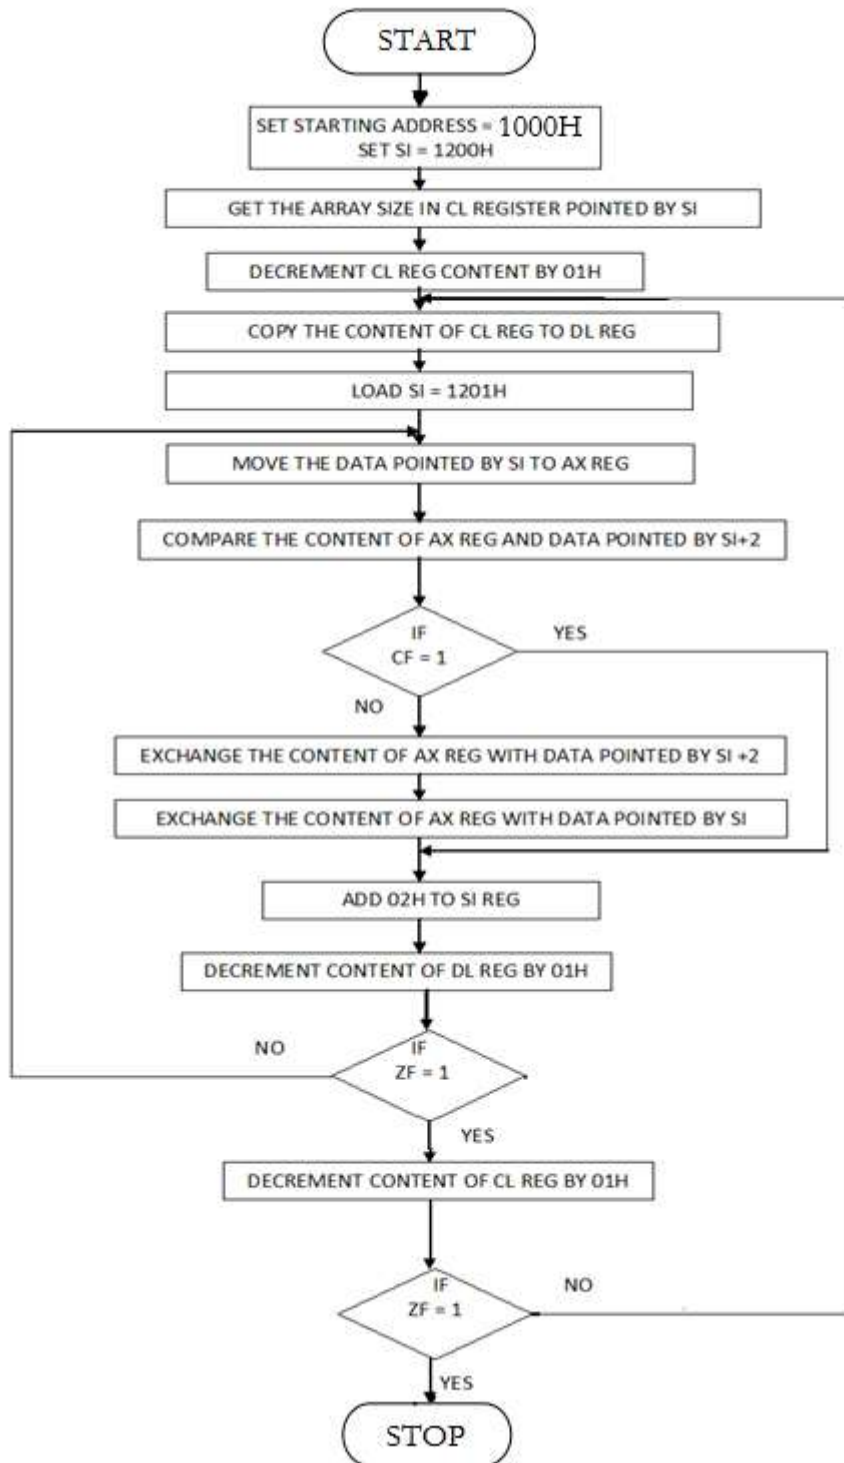 START
SET STARTING ADDRESS = 1000H
SET SI = 1200H
GET THE ARRAY SIZE IN CL REGISTER POINTED BY SI
DECREMENT CL REG CONTENT BY 01H
COPY THE CONTENT OF CL REG TO DL REG
LOAD SI = 1201H
MOVE THE DATA POINTED BY SI TO AX REG
COMPARE THE CONTENT OF AX REG AND DATA POINTED BY SI+2
IF
CF = 1
YES
NO
EXCHANGE THE CONTENT OF AX REG WITH DATA POINTED BY SI +2
EXCHANGE THE CONTENT OF AX REG WITH DATA POINTED BY SI
ADD 02H TO SI REG
DECREMENT CONTENT OF DL REG BY 01H
NO
IF
ZF = 1
YES
DECREMENT CONTENT OF CL REG BY 01H
IF
ZF = 1
NO
YES
STOP